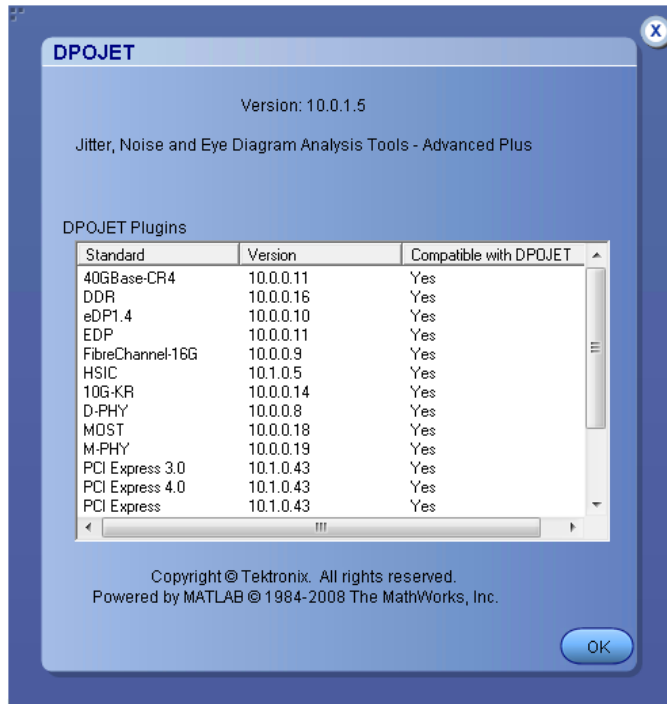 X
DPOJET
Version: 10.0.1.5
Jitter, Noise and Eye Diagram Analysis Tools - Advanced Plus
DPOJET Plugins
Standard Version Compatible with DPOJET
40GBase-CR4 10.0.0.11 Yes
DDR 10.0.0.16 Yes
eDP1.4 10.0.0.10 Yes
EDP 10.0.0.11 Yes
FibreChannel-16G 10.0.0.9 Yes
HSIC 10.1.0.5 Yes
10G-KR 10.0.0.14 Yes
D-PHY 10.0.0.8 Yes
MOST 10.0.0.18 Yes
M-PHY 10.0.0.19 Yes
PCI Express 3.0 10.1.0.43 Yes
PCI Express 4.0 10.1.0.43 Yes
PCI Express 10.1.0.43 Yes
Copyright © Tektronix. All rights reserved.
Powered by MATLAB © 1984-2008 The MathWorks, Inc.
OK